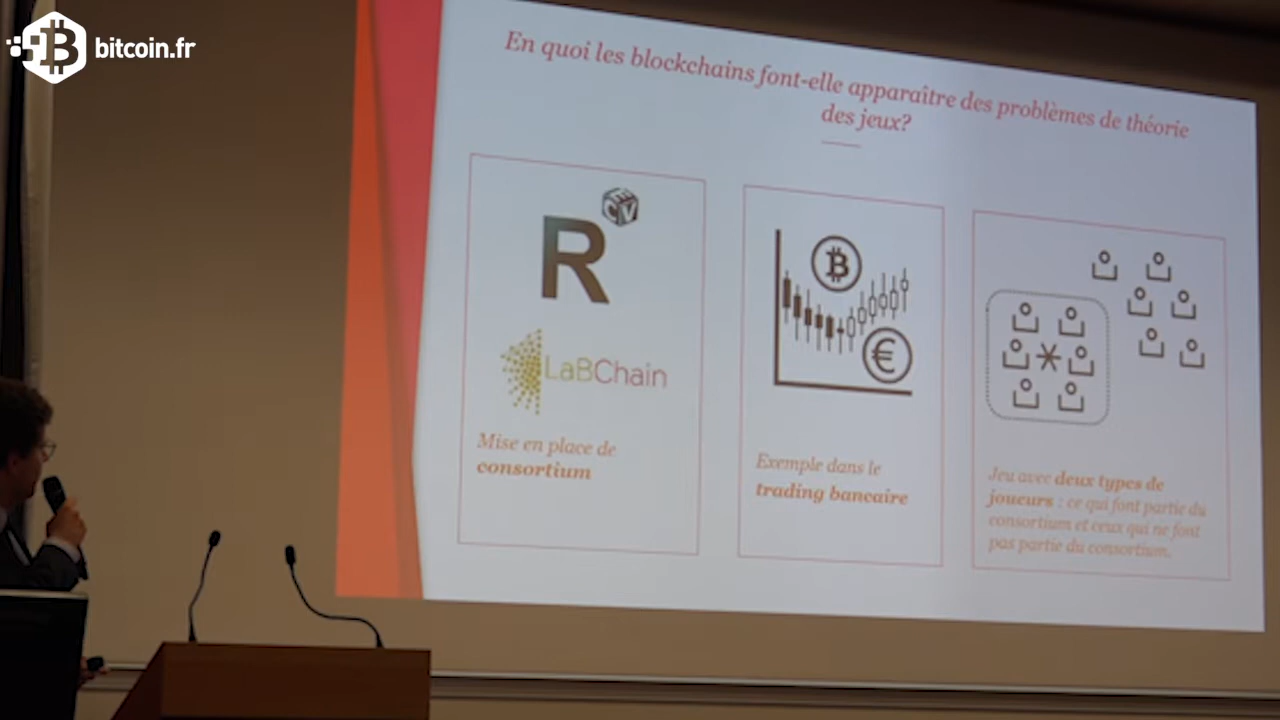 bitcoin.fr
En quoi les blockchains font-elle apparaître des problèmes de théorie
des jeux?
R
CEV
LaBChain
Mise en place de
consortium
Exemple dans le
trading bancaire
Jeu avec deux types de
joueurs : ce qui font partie du
consortium et ceux qui ne font
pas partie du consortium.